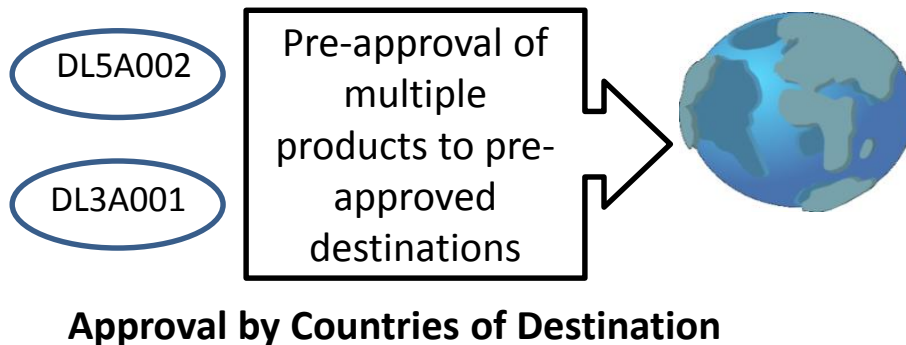 DL5A002
DL3A001
Pre-approval of
multiple
products to pre-
approved
destinations
Approval by Countries of Destination